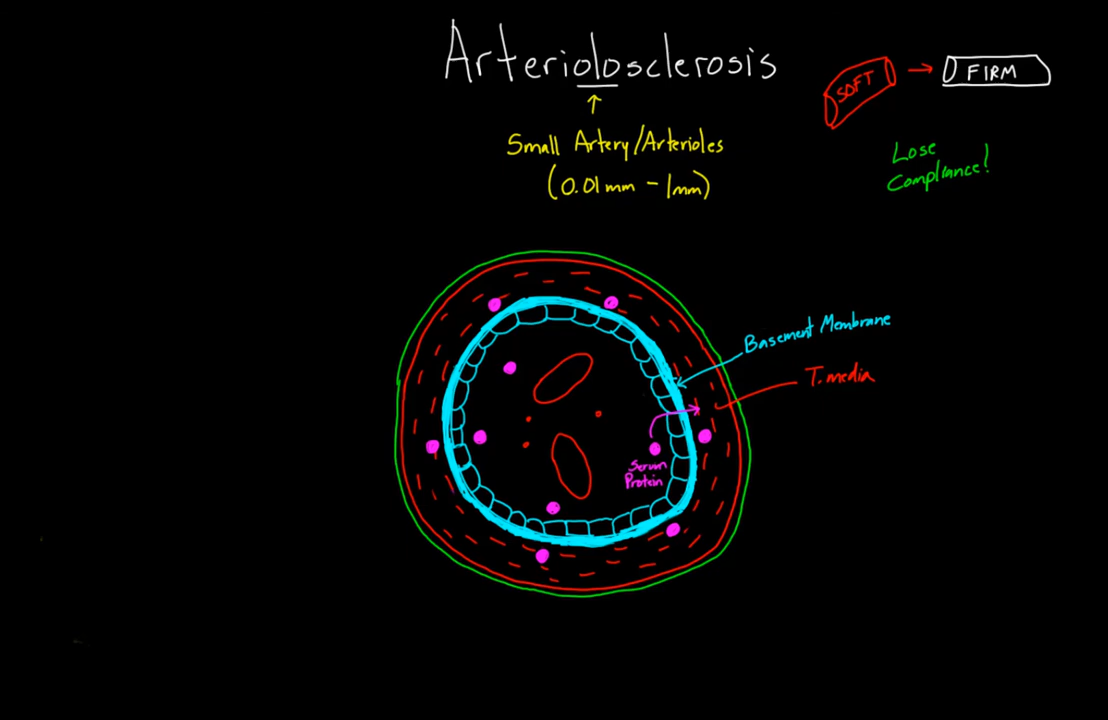 Arteriolosclerosis
SOFT
FIRM
Lose
Compliance!
Small Artery/Arterioles
(0.01mm - 1mm)
Basement Membrane
T. media
Serum
Protein